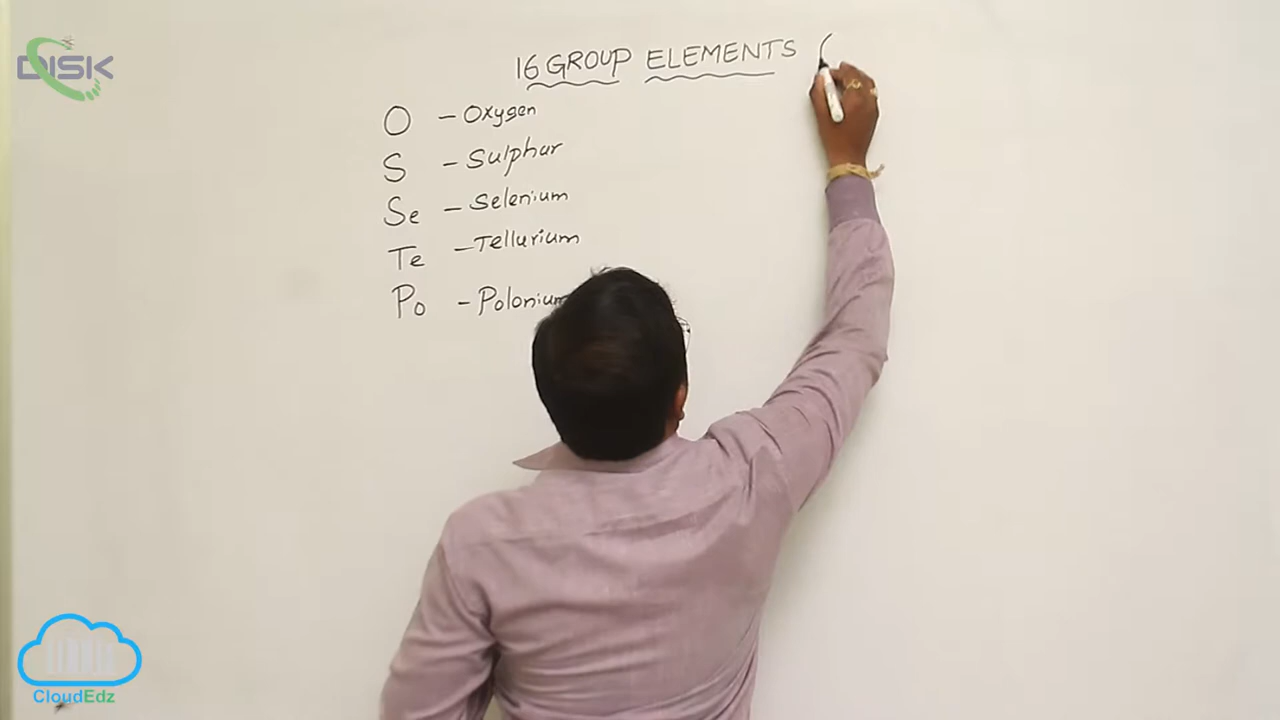 DISK
16 GROUP ELEMENTS (
O - Oxygen
S - Sulphur
Se - Selenium
Te - Tellurium
Po - Polonium
CloudEdz